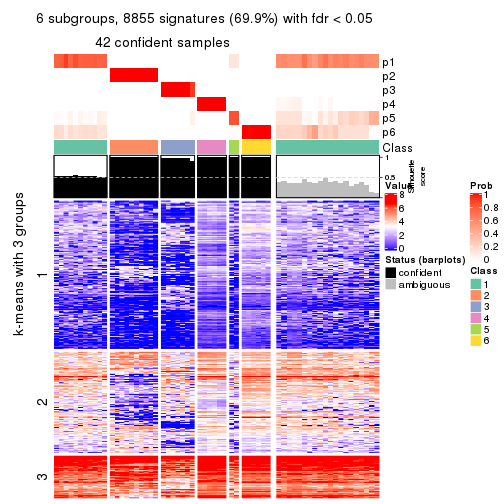 6 subgroups, 8855 signatures (69.9%) with fdr < 0.05
42 confident samples
p1
p2
p3
p4
p5
p6
Class
1
0.5
0
Silhouette
score
k-means with 3 groups
1
2
3
Value
8
6
4
2
0
Status (barplots)
confident
ambiguous
Prob
1
0.8
0.6
0.4
0.2
0
Class
1
2
3
4
5
6